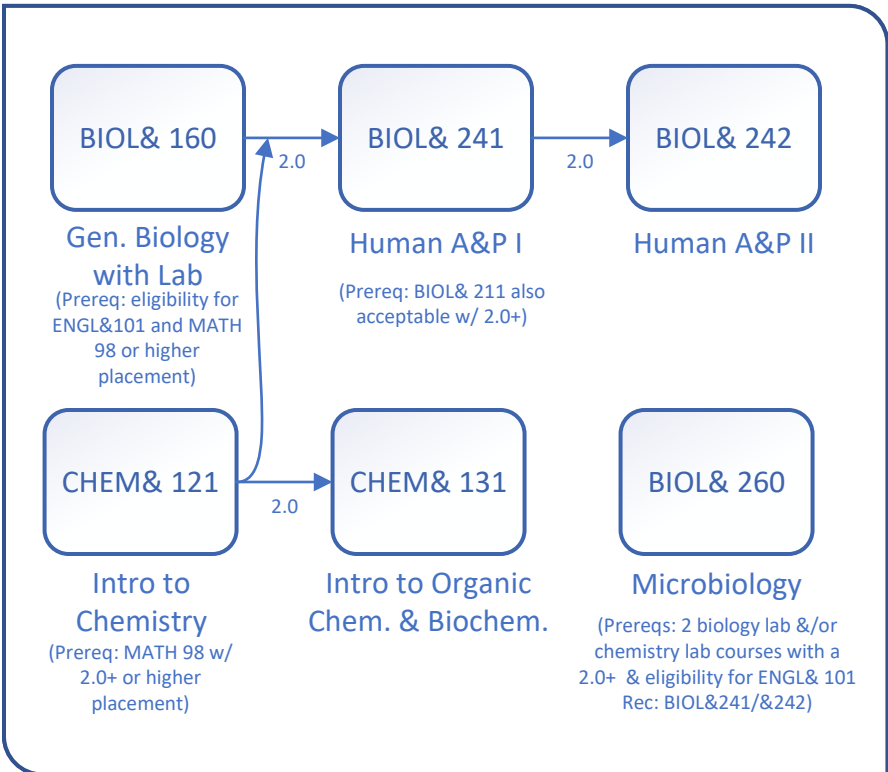 BIOL& 160
BIOL& 241
BIOL& 242
2.0
2.0
Gen. Biology
with Lab
(Prereq: eligibility for
ENGL&101 and MATH
98 or higher
placement)
Human A&P I
(Prereq: BIOL& 211 also
acceptable w/ 2.0+)
Human A&P II
CHEM& 121
CHEM& 131
BIOL& 260
2.0
Intro to
Chemistry
(Prereq: MATH 98 w/
2.0+ or higher
placement)
Intro to Organic
Chem. & Biochem.
Microbiology
(Prereqs: 2 biology lab &/or
chemistry lab courses with a
2.0+ & eligibility for ENGL& 101
Rec: BIOL&241/&242)